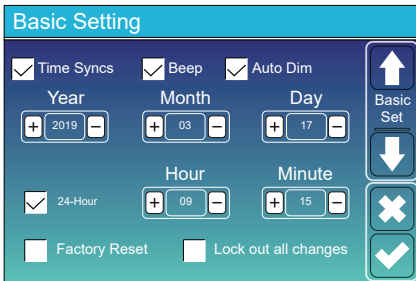 Basic Setting
Time Syncs Beep Auto Dim
Year Month Day
+ 2019 − + 03 − + 17 −
Basic
Set
Hour Minute
24-Hour + 09 − + 15 −
Factory Reset Lock out all changes